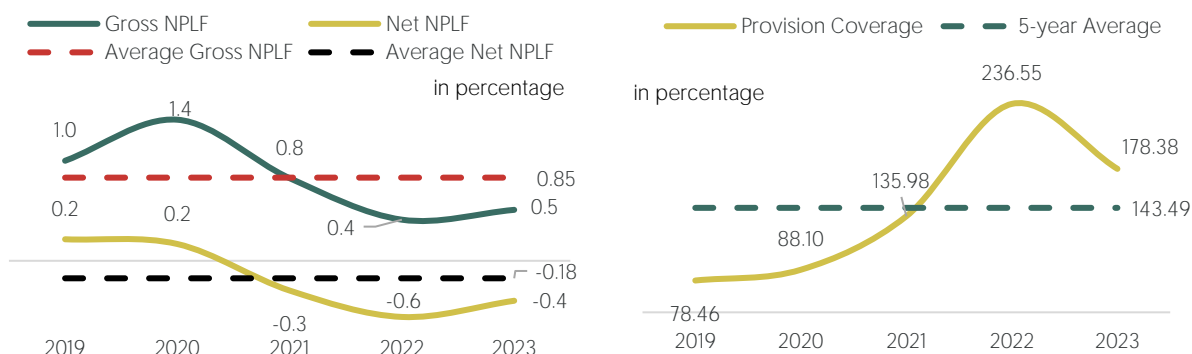 Gross NPLF
Net NPLF
Average Gross NPLF
Average Net NPLF
in percentage
1.0
1.4
0.8
0.85
0.2
0.2
0.4
0.5
-0.18
-0.3
-0.6
-0.4
2019 2020 2021 2022 2023
Provision Coverage
5-year Average
in percentage
236.55
178.38
135.98
143.49
88.10
78.46
2019 2020 2021 2022 2023